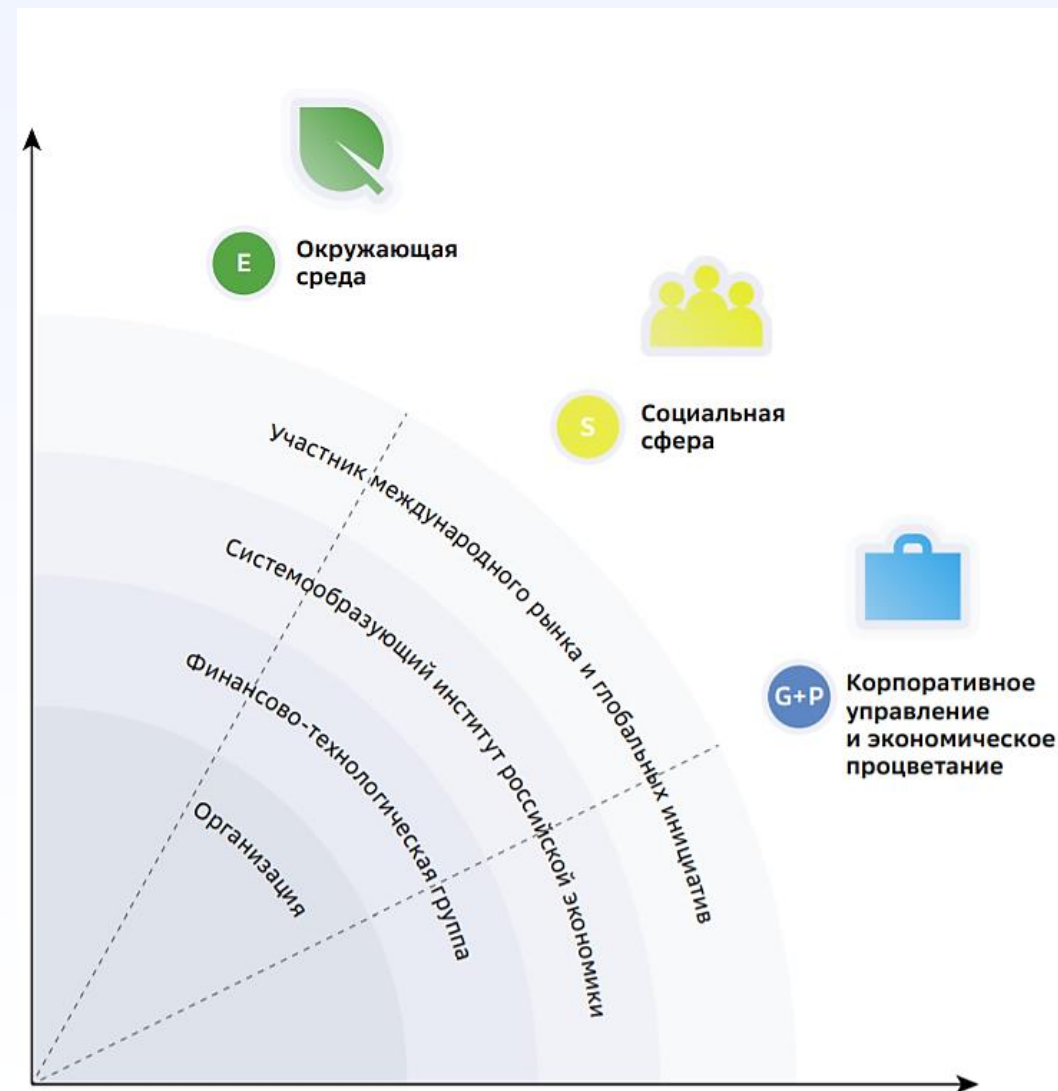 E
Окружающая
среда
S
Социальная
сфера
G+P
Корпоративное
управление
и экономическое
процветание
Участник международного рынка и глобальных инициатив
Системообразующий институт российской экономики
Финансово-технологическая группа
Организация